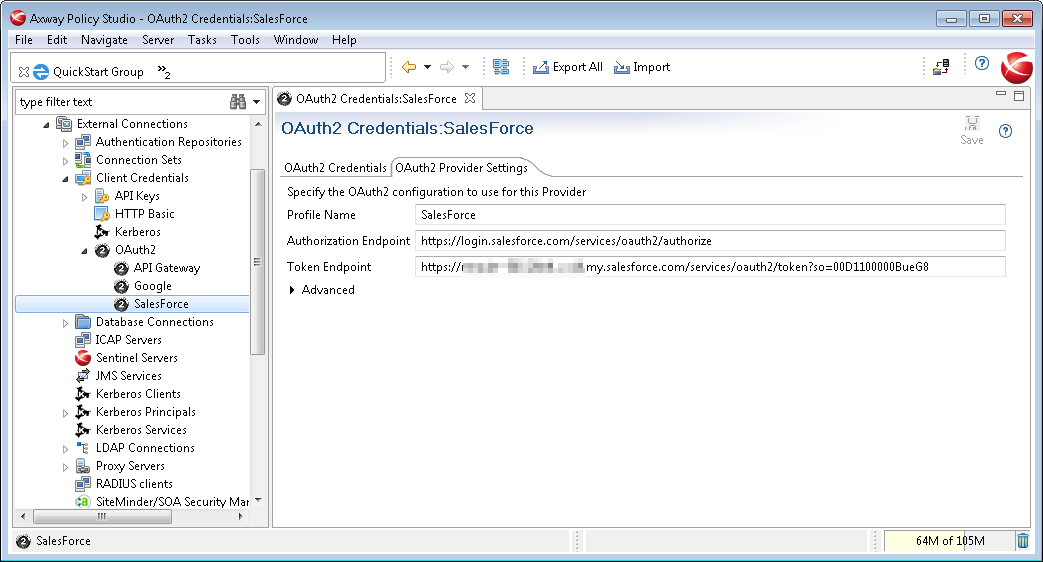 Axway Policy Studio - OAuth2 Credentials:SalesForce
File Edit Navigate Server Tasks Tools Window Help
QuickStart Group »2 Export All Import
type filter text
External Connections
Authentication Repositories
Connection Sets
Client Credentials
API Keys
HTTP Basic
Kerberos
OAuth2
API Gateway
Google
SalesForce
Database Connections
ICAP Servers
Sentinel Servers
JMS Services
Kerberos Clients
Kerberos Principals
Kerberos Services
LDAP Connections
Proxy Servers
RADIUS clients
SiteMinder/SOA Security Mar
OAuth2 Credentials:SalesForce
OAuth2 Credentials:SalesForce
Save
OAuth2 Credentials OAuth2 Provider Settings
Specify the OAuth2 configuration to use for this Provider
Profile Name SalesForce
Authorization Endpoint https://login.salesforce.com/services/oauth2/authorize
Token Endpoint https:// .my.salesforce.com/services/oauth2/token?so=00D1100000BueG8
Advanced
SalesForce 64M of 105M